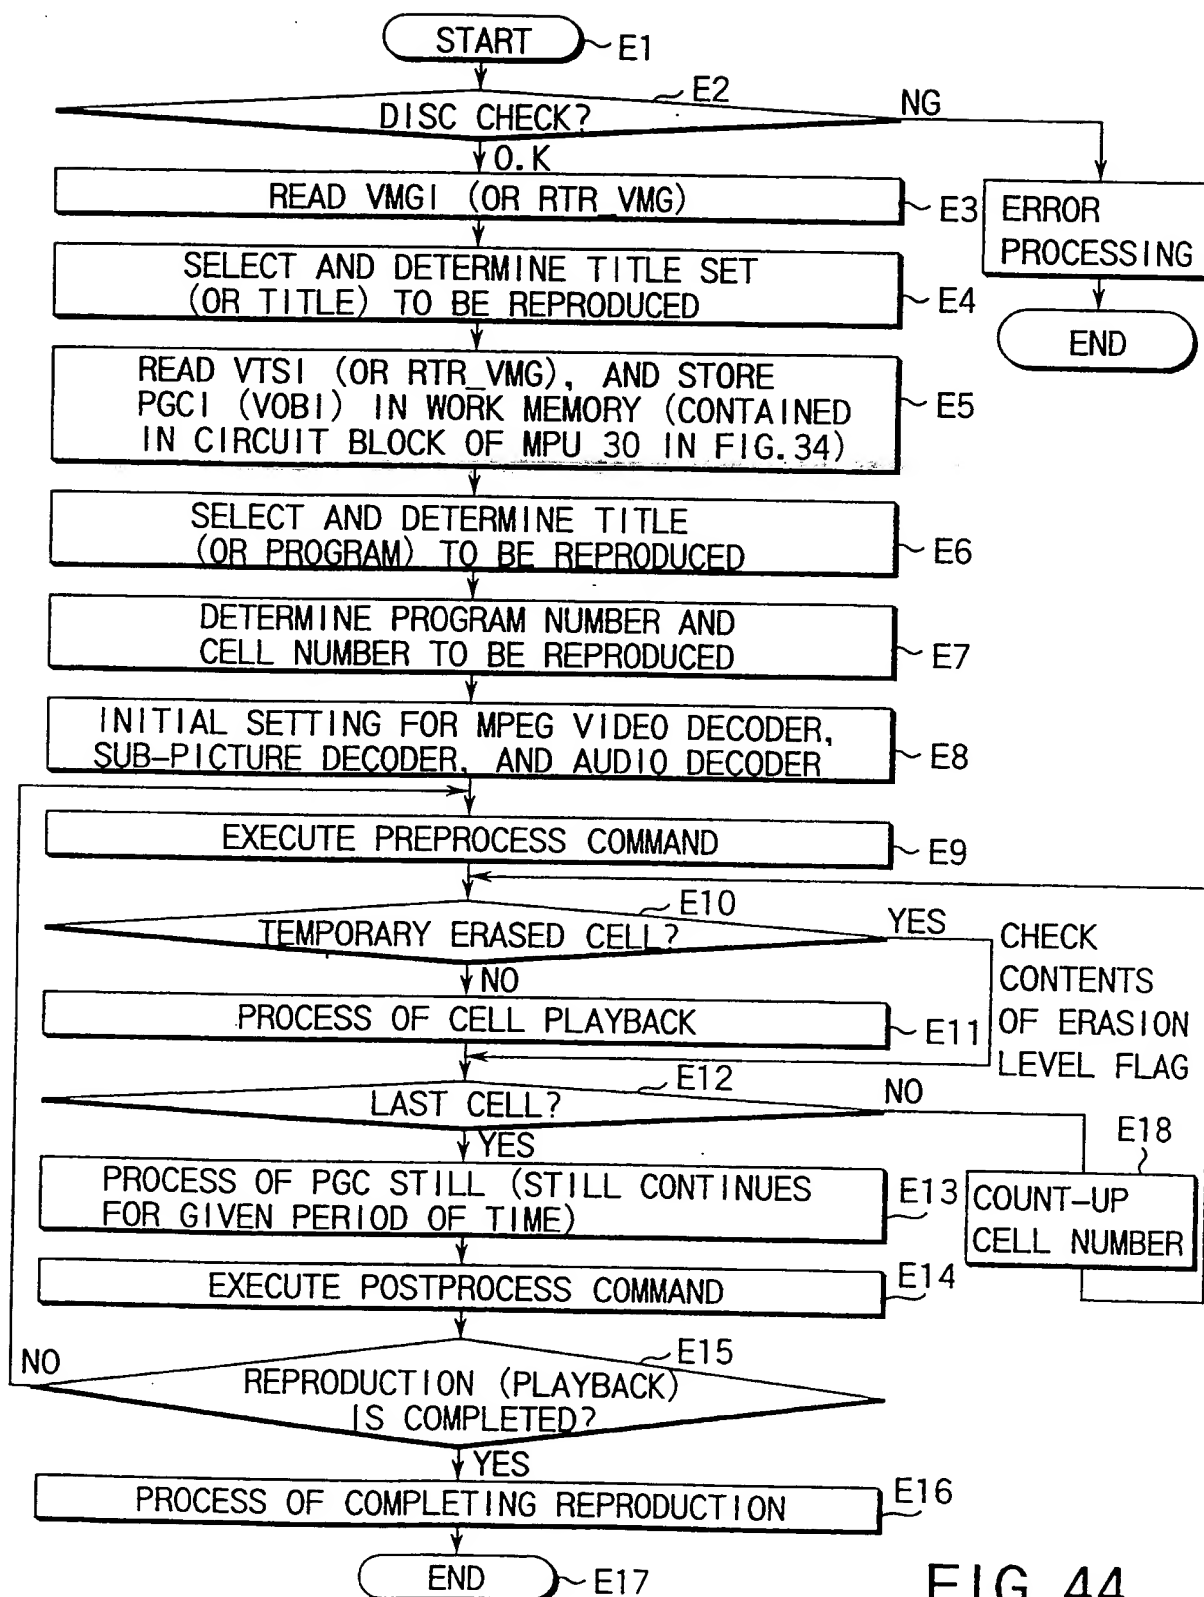 START
E1
E2
DISC CHECK?
NG
O.K
READ VMGI (OR RTR_VMG)
E3
ERROR
PROCESSING
END
SELECT AND DETERMINE TITLE SET
(OR TITLE) TO BE REPRODUCED
E4
READ VTSI (OR RTR_VMG), AND STORE
PGCI (VOBI) IN WORK MEMORY (CONTAINED
IN CIRCUIT BLOCK OF MPU 30 IN FIG.34)
E5
SELECT AND DETERMINE TITLE
(OR PROGRAM) TO BE REPRODUCED
E6
DETERMINE PROGRAM NUMBER AND
CELL NUMBER TO BE REPRODUCED
E7
INITIAL SETTING FOR MPEG VIDEO DECODER,
SUB-PICTURE DECODER, AND AUDIO DECODER
E8
EXECUTE PREPROCESS COMMAND
E9
E10
TEMPORARY ERASED CELL?
YES
NO
CHECK
CONTENTS
OF ERASION
LEVEL FLAG
PROCESS OF CELL PLAYBACK
E11
E12
LAST CELL?
NO
YES
E18
COUNT-UP
CELL NUMBER
PROCESS OF PGC STILL (STILL CONTINUES
FOR GIVEN PERIOD OF TIME)
E13
EXECUTE POSTPROCESS COMMAND
E14
E15
NO
REPRODUCTION (PLAYBACK)
IS COMPLETED?
YES
PROCESS OF COMPLETING REPRODUCTION
E16
END
E17
FIG. 44